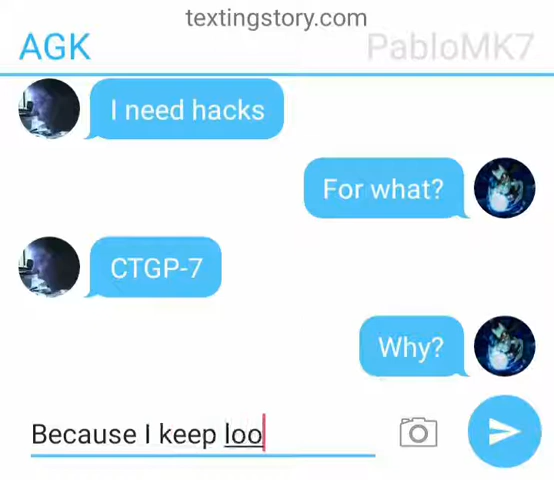 textingstory.com
AGK
PabloMK7
I need hacks
For what?
CTGP-7
Why?
Because I keep loo